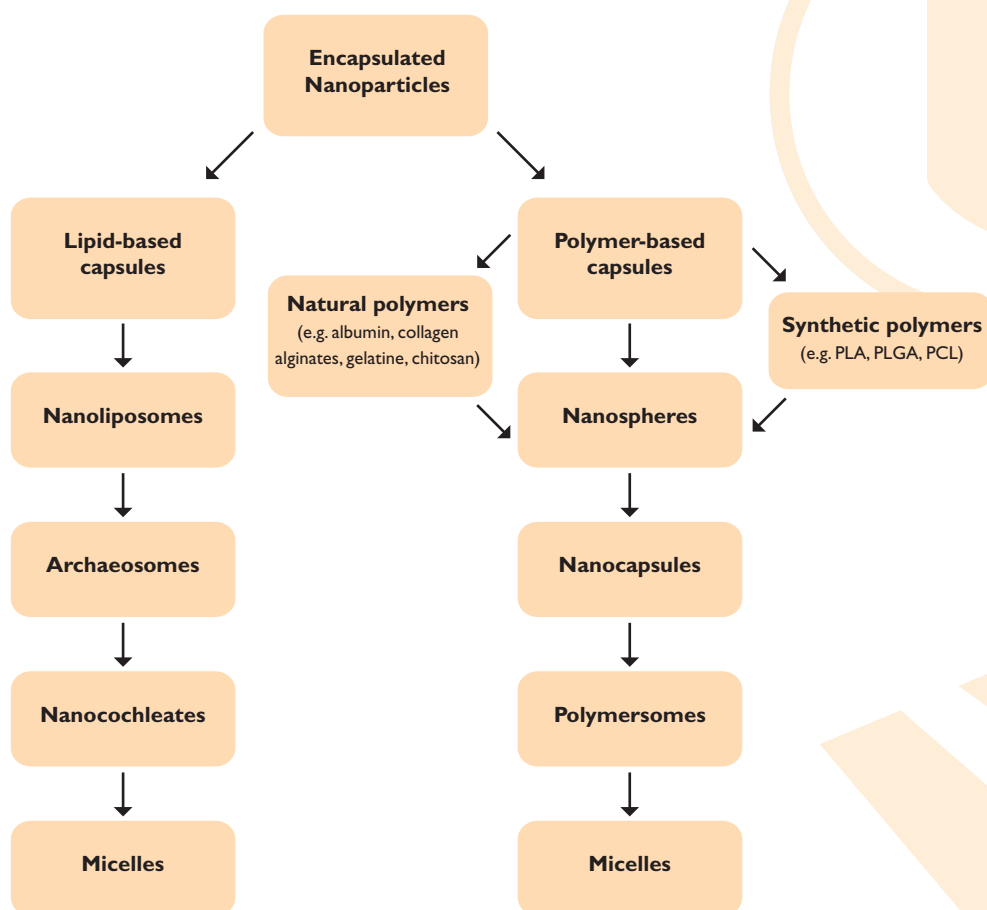 Encapsulated
Nanoparticles
Lipid-based
capsules
Polymer-based
capsules
Natural polymers
(e.g. albumin, collagen
alginates, gelatine, chitosan)
Synthetic polymers
(e.g. PLA, PLGA, PCL)
Nanoliposomes
Nanospheres
Archaeosomes
Nanocapsules
Nanocochleates
Polymersomes
Micelles
Micelles